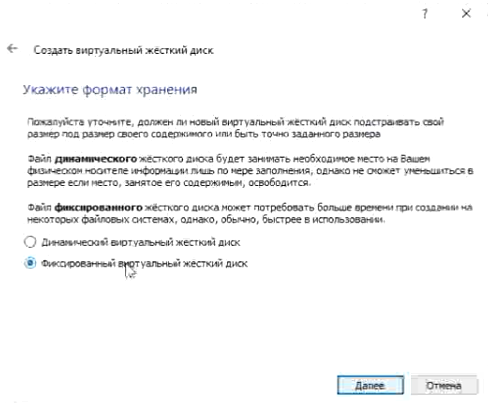 ?
Создать виртуальный жёсткий диск
Укажите формат хранения
Пожалуйста уточните, должен ли новый виртуальный жёсткий диск подстраивать свой
размер под размер своего содержимого или быть точно заданного размера
Файл динамического жёсткого диска будет занимать необходимое место на Вашем
физическом носителе информации лишь по мере заполнения, однако не сможет уменьшиться в
размере если место, занятое его содержимым, освободится.
Файл фиксированного жёсткого диска может потребовать больше времени при создании на
некоторых файловых системах, однако, обычно, быстрее в использовании.
Динамический виртуальный жёсткий диск
Фиксированный виртуальный жёсткий диск
Далее Отмена